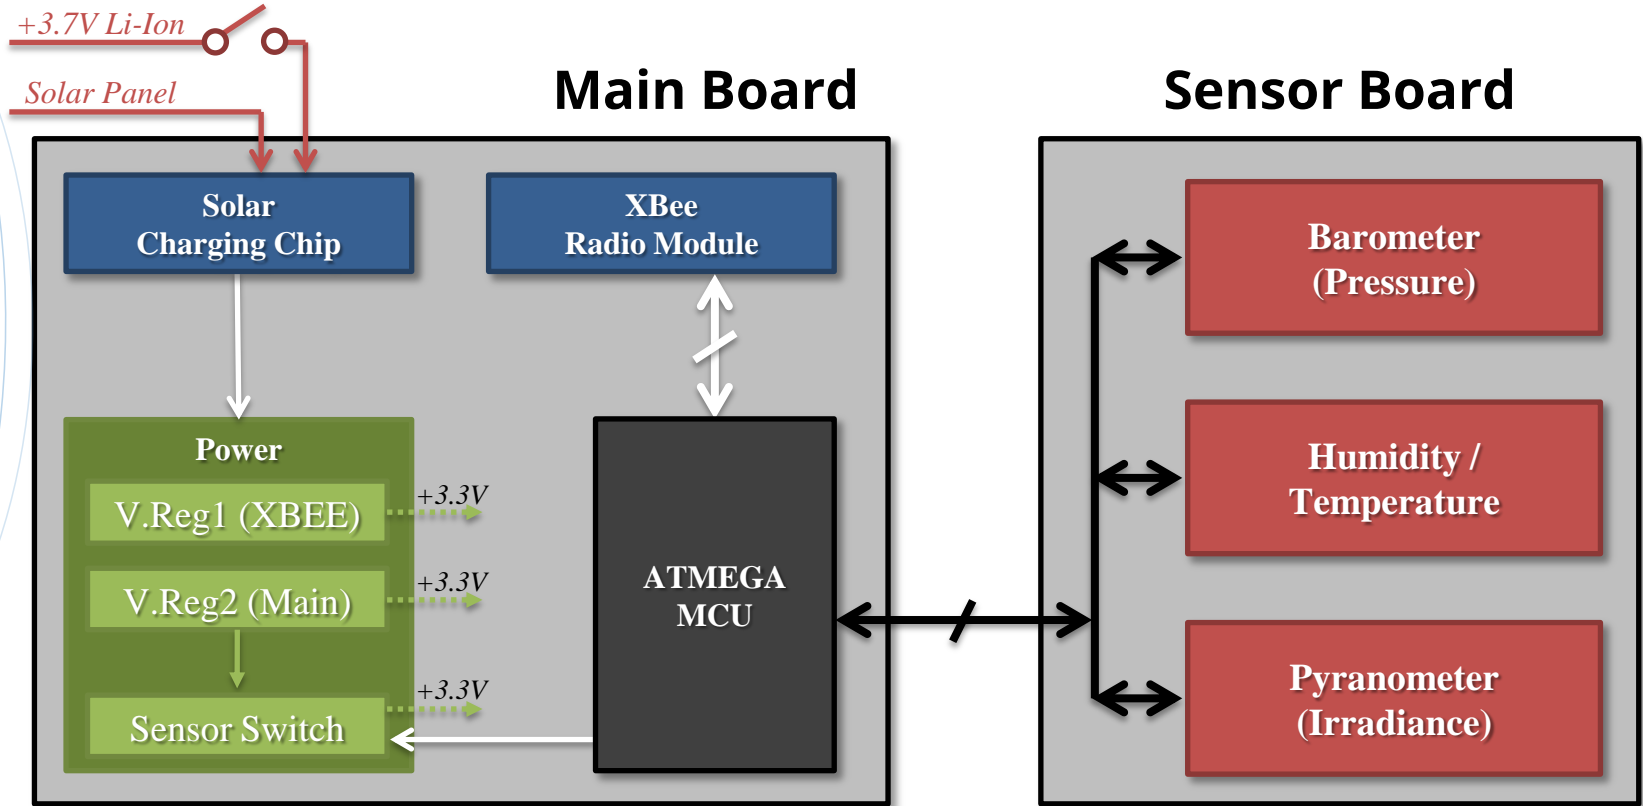 +3.7V Li-Ion
Solar Panel
Main Board
Sensor Board
Solar
Charging Chip
XBee
Radio Module
Power
V.Reg1 (XBEE)
+3.3V
V.Reg2 (Main)
+3.3V
Sensor Switch
+3.3V
ATMEGA
MCU
Barometer
(Pressure)
Humidity /
Temperature
Pyranometer
(Irradiance)